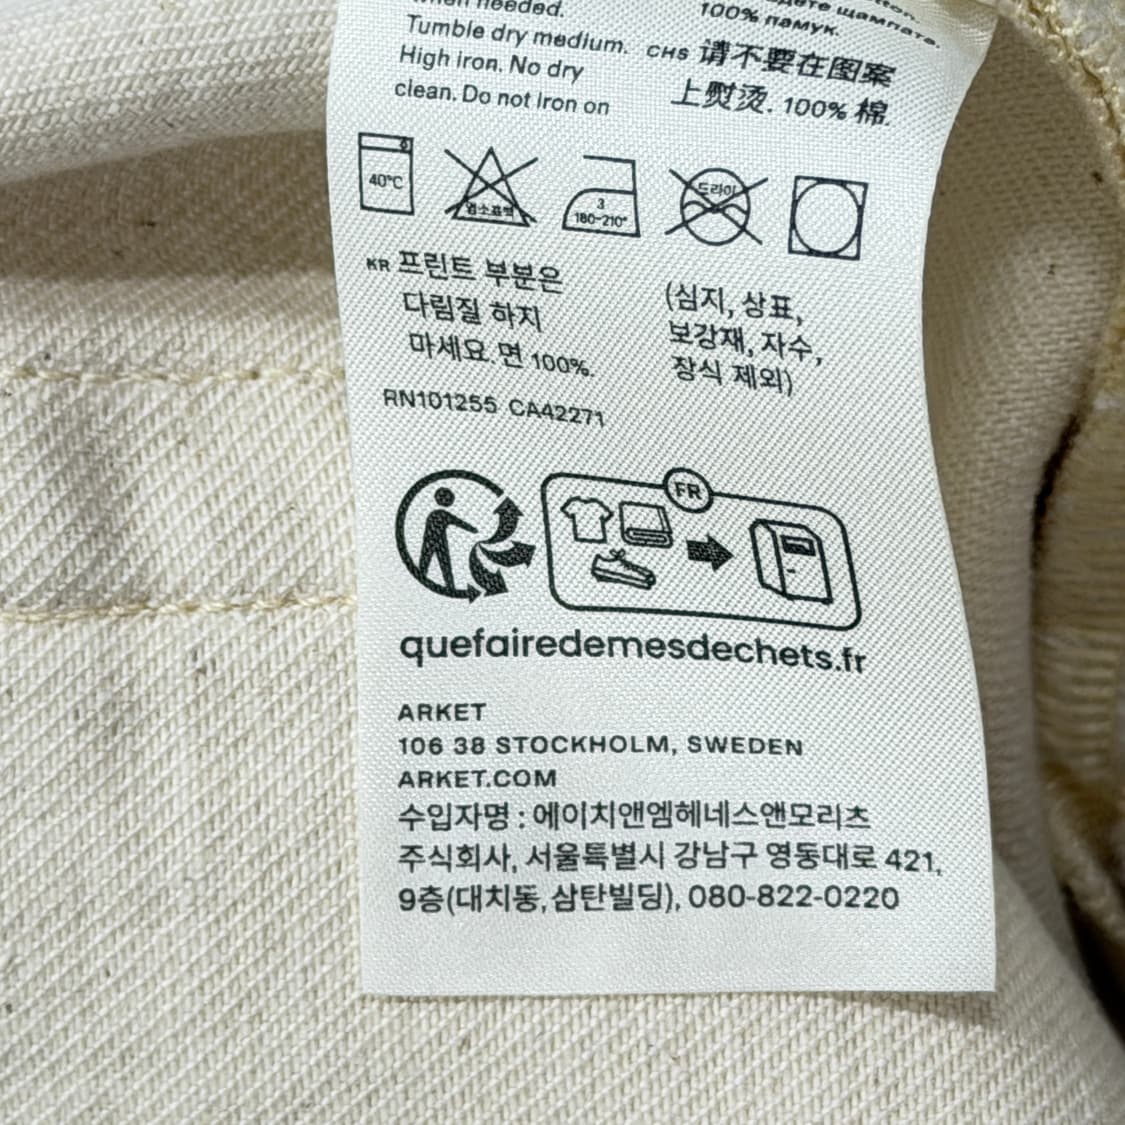 when needed.
Tumble dry medium.
High iron. No dry
clean. Do not iron on
100% памук.
CHS 请不要在图案
上熨烫. 100% 棉.
40°C
염소표백
3
180-210°
드라이
KR 프린트 부분은
다림질 하지
마세요. 면 100%.
(심지, 상표,
보강재, 자수,
장식 제외)
RN101255 CA42271
FR
quefairedemesdechets.fr
ARKET
106 38 STOCKHOLM, SWEDEN
ARKET.COM
수입자명 : 에이치앤엠헤네스앤모리츠
주식회사, 서울특별시 강남구 영동대로 421,
9층(대치동, 삼탄빌딩), 080-822-0220